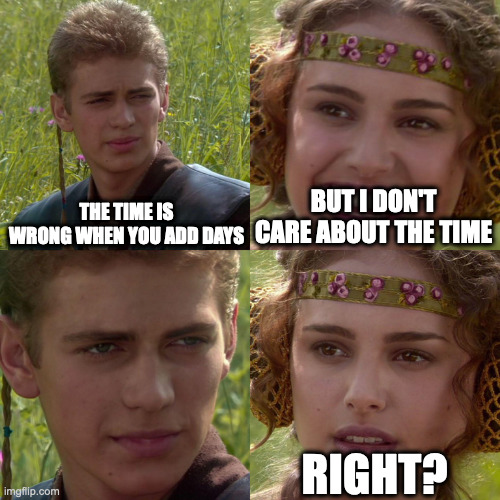 THE TIME IS
WRONG WHEN YOU ADD DAYS
BUT I DON'T
CARE ABOUT THE TIME
RIGHT?
imgflip.com